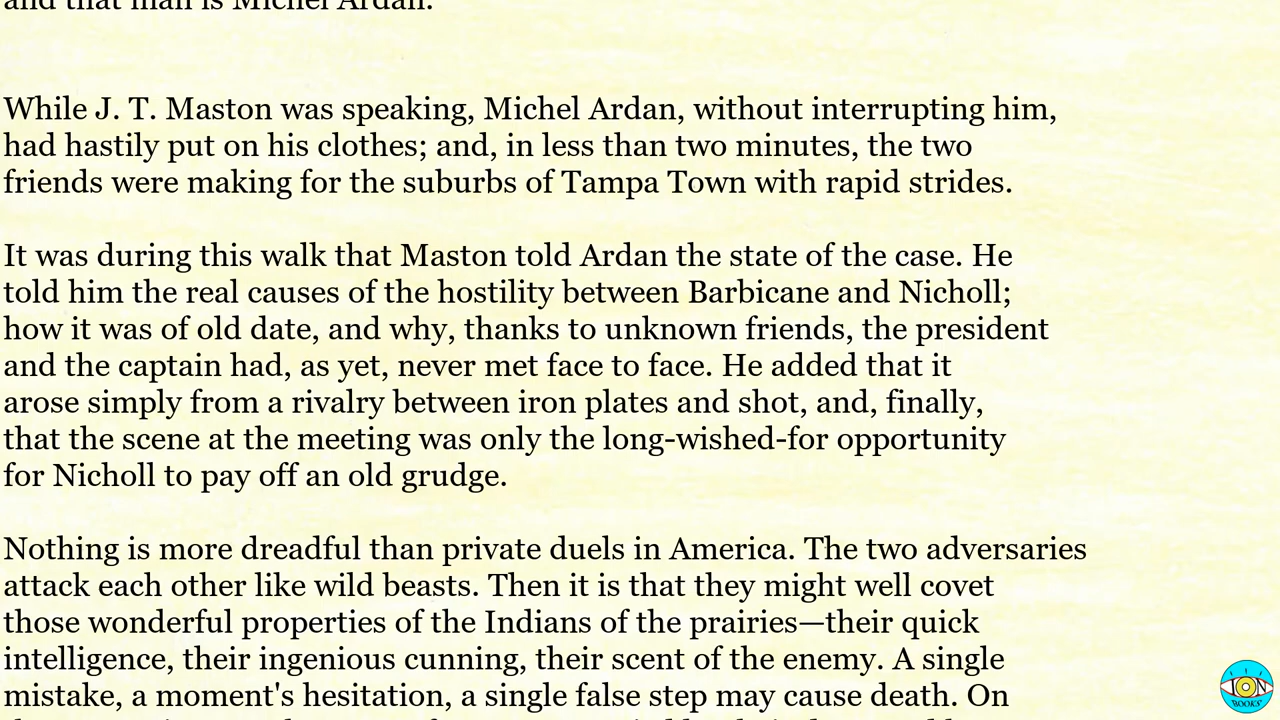 and that man is Michel Ardan."
While J. T. Maston was speaking, Michel Ardan, without interrupting him,
had hastily put on his clothes; and, in less than two minutes, the two
friends were making for the suburbs of Tampa Town with rapid strides.
It was during this walk that Maston told Ardan the state of the case. He
told him the real causes of the hostility between Barbicane and Nicholl;
how it was of old date, and why, thanks to unknown friends, the president
and the captain had, as yet, never met face to face. He added that it
arose simply from a rivalry between iron plates and shot, and, finally,
that the scene at the meeting was only the long-wished-for opportunity
for Nicholl to pay off an old grudge.
Nothing is more dreadful than private duels in America. The two adversaries
attack each other like wild beasts. Then it is that they might well covet
those wonderful properties of the Indians of the prairies—their quick
intelligence, their ingenious cunning, their scent of the enemy. A single
mistake, a moment's hesitation, a single false step may cause death. On
ION
BOOKS